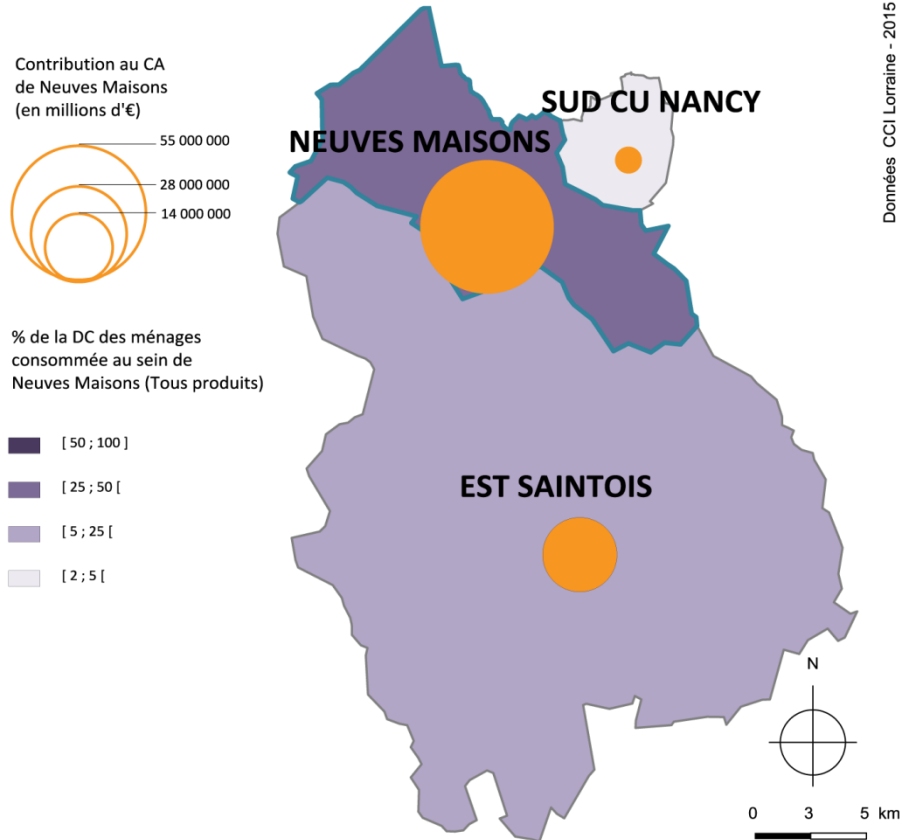 Contribution au CA
de Neuves Maisons
(en millions d'€)
55 000 000
28 000 000
14 000 000
% de la DC des ménages
consommée au sein de
Neuves Maisons (Tous produits)
[ 50 ; 100 ]
[ 25 ; 50 [
[ 5 ; 25 [
[ 2 ; 5 [
SUD CU NANCY
NEUVES MAISONS
EST SAINTOIS
Données CCI Lorraine - 2015
N
0 3 5 km